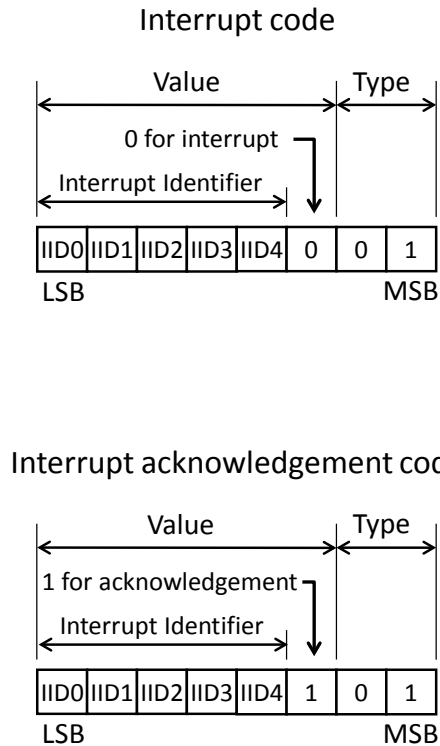 Interrupt code
Value Type
0 for interrupt
Interrupt Identifier
IID0 IID1 IID2 IID3 IID4 0 0 1
LSB MSB
Interrupt acknowledgement cod
Value Type
1 for acknowledgement
Interrupt Identifier
IID0 IID1 IID2 IID3 IID4 1 0 1
LSB MSB